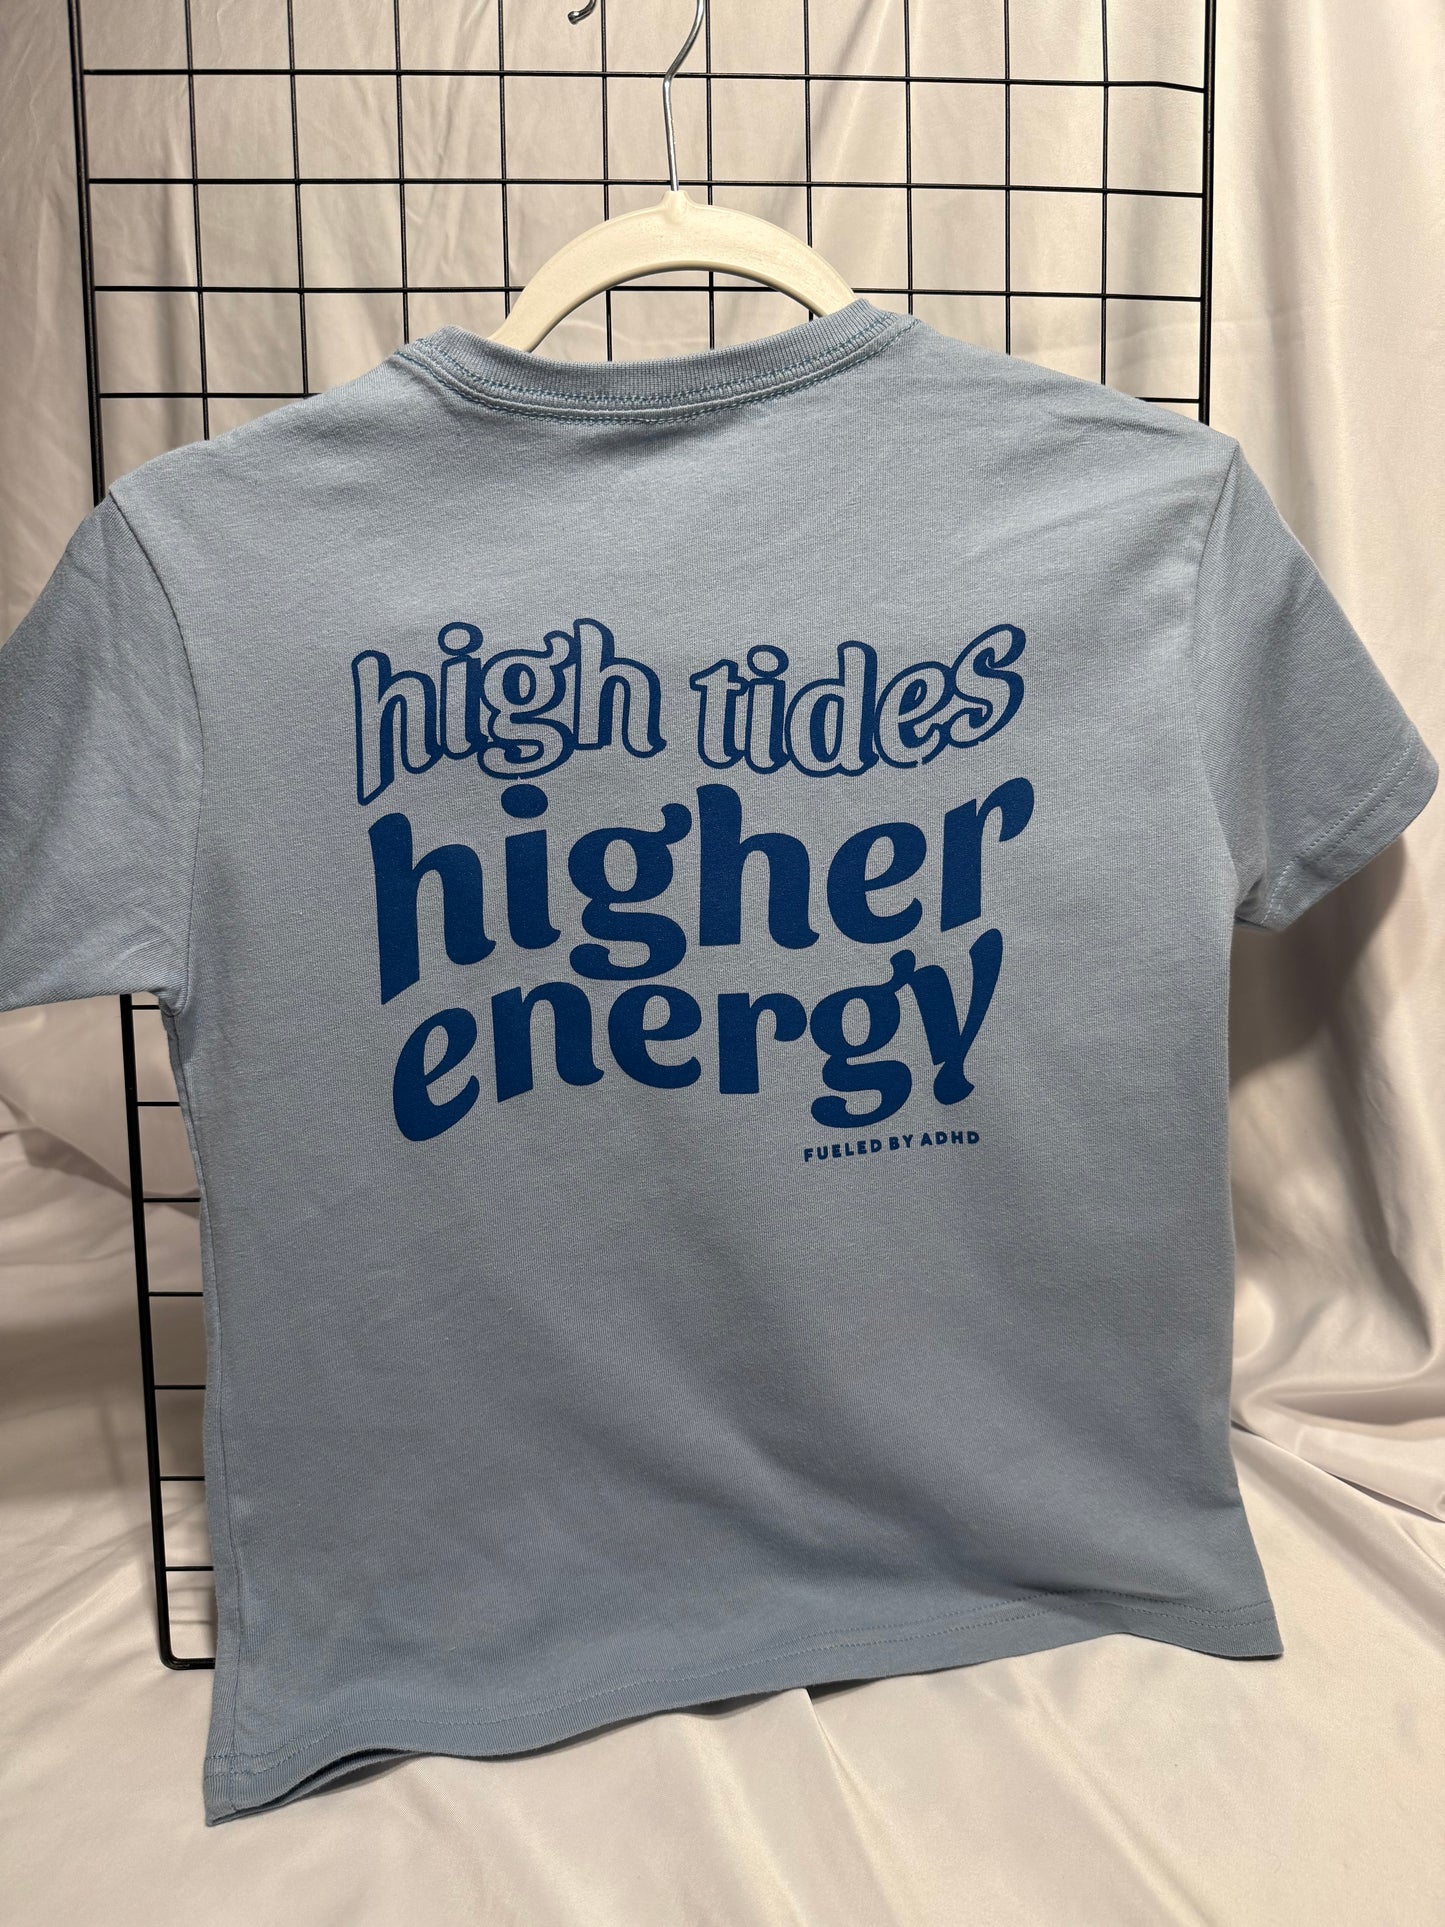 high tides
higher
energy
FUELED BY ADHD